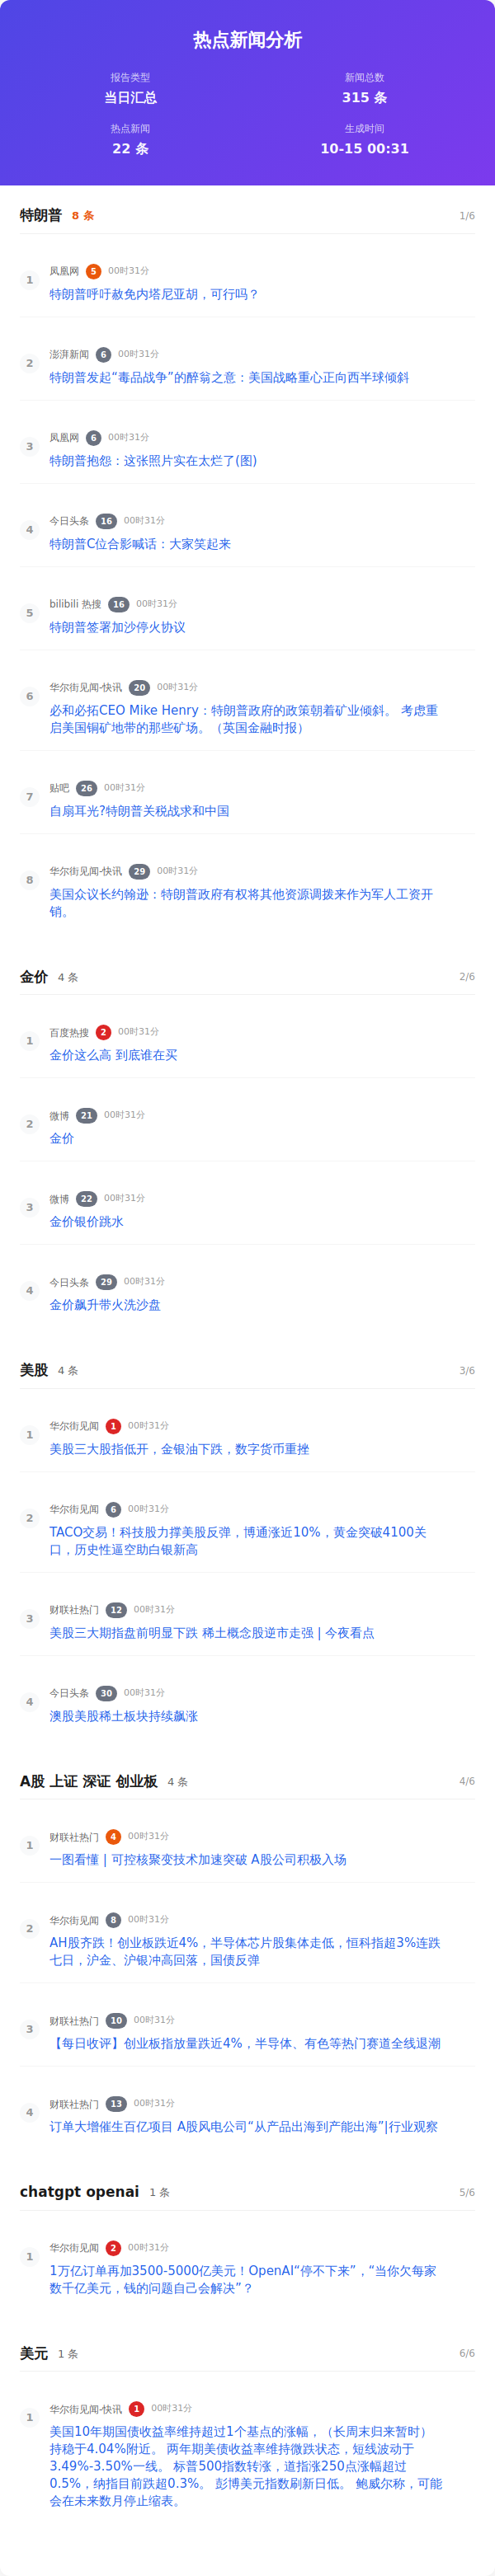 热点新闻分析
报告类型
新闻总数
当日汇总
315 条
热点新闻
生成时间
22 条
10-15 00:31
特朗普 8 条 1/6
1
凤凰网 5 00时31分
特朗普呼吁赦免内塔尼亚胡，可行吗？
2
澎湃新闻 6 00时31分
特朗普发起“毒品战争”的醉翁之意：美国战略重心正向西半球倾斜
3
凤凰网 6 00时31分
特朗普抱怨：这张照片实在太烂了(图)
4
今日头条 16 00时31分
特朗普C位合影喊话：大家笑起来
5
bilibili 热搜 16 00时31分
特朗普签署加沙停火协议
6
华尔街见闻-快讯 20 00时31分
必和必拓CEO Mike Henry：特朗普政府的政策朝着矿业倾斜。 考虑重
启美国铜矿地带的那些矿场。（英国金融时报）
7
贴吧 26 00时31分
自扇耳光?特朗普关税战求和中国
8
华尔街见闻-快讯 29 00时31分
美国众议长约翰逊：特朗普政府有权将其他资源调拨来作为军人工资开
销。
金价 4 条 2/6
1
百度热搜 2 00时31分
金价这么高 到底谁在买
2
微博 21 00时31分
金价
3
微博 22 00时31分
金价银价跳水
4
今日头条 29 00时31分
金价飙升带火洗沙盘
美股 4 条 3/6
1
华尔街见闻 1 00时31分
美股三大股指低开，金银油下跌，数字货币重挫
2
华尔街见闻 6 00时31分
TACO交易！科技股力撑美股反弹，博通涨近10%，黄金突破4100关
口，历史性逼空助白银新高
3
财联社热门 12 00时31分
美股三大期指盘前明显下跌 稀土概念股逆市走强 | 今夜看点
4
今日头条 30 00时31分
澳股美股稀土板块持续飙涨
A股 上证 深证 创业板 4 条 4/6
1
财联社热门 4 00时31分
一图看懂 | 可控核聚变技术加速突破 A股公司积极入场
2
华尔街见闻 8 00时31分
AH股齐跌！创业板跌近4%，半导体芯片股集体走低，恒科指超3%连跌
七日，沪金、沪银冲高回落，国债反弹
3
财联社热门 10 00时31分
【每日收评】创业板指放量跌近4%，半导体、有色等热门赛道全线退潮
4
财联社热门 13 00时31分
订单大增催生百亿项目 A股风电公司“从产品出海到产能出海”|行业观察
chatgpt openai 1 条 5/6
1
华尔街见闻 2 00时31分
1万亿订单再加3500-5000亿美元！OpenAI“停不下来”，“当你欠每家
数千亿美元，钱的问题自己会解决”？
美元 1 条 6/6
1
华尔街见闻-快讯 1 00时31分
美国10年期国债收益率维持超过1个基点的涨幅，（长周末归来暂时）
持稳于4.04%附近。 两年期美债收益率维持微跌状态，短线波动于
3.49%-3.50%一线。 标普500指数转涨，道指涨250点涨幅超过
0.5%，纳指目前跌超0.3%。 彭博美元指数刷新日低。 鲍威尔称，可能
会在未来数月停止缩表。